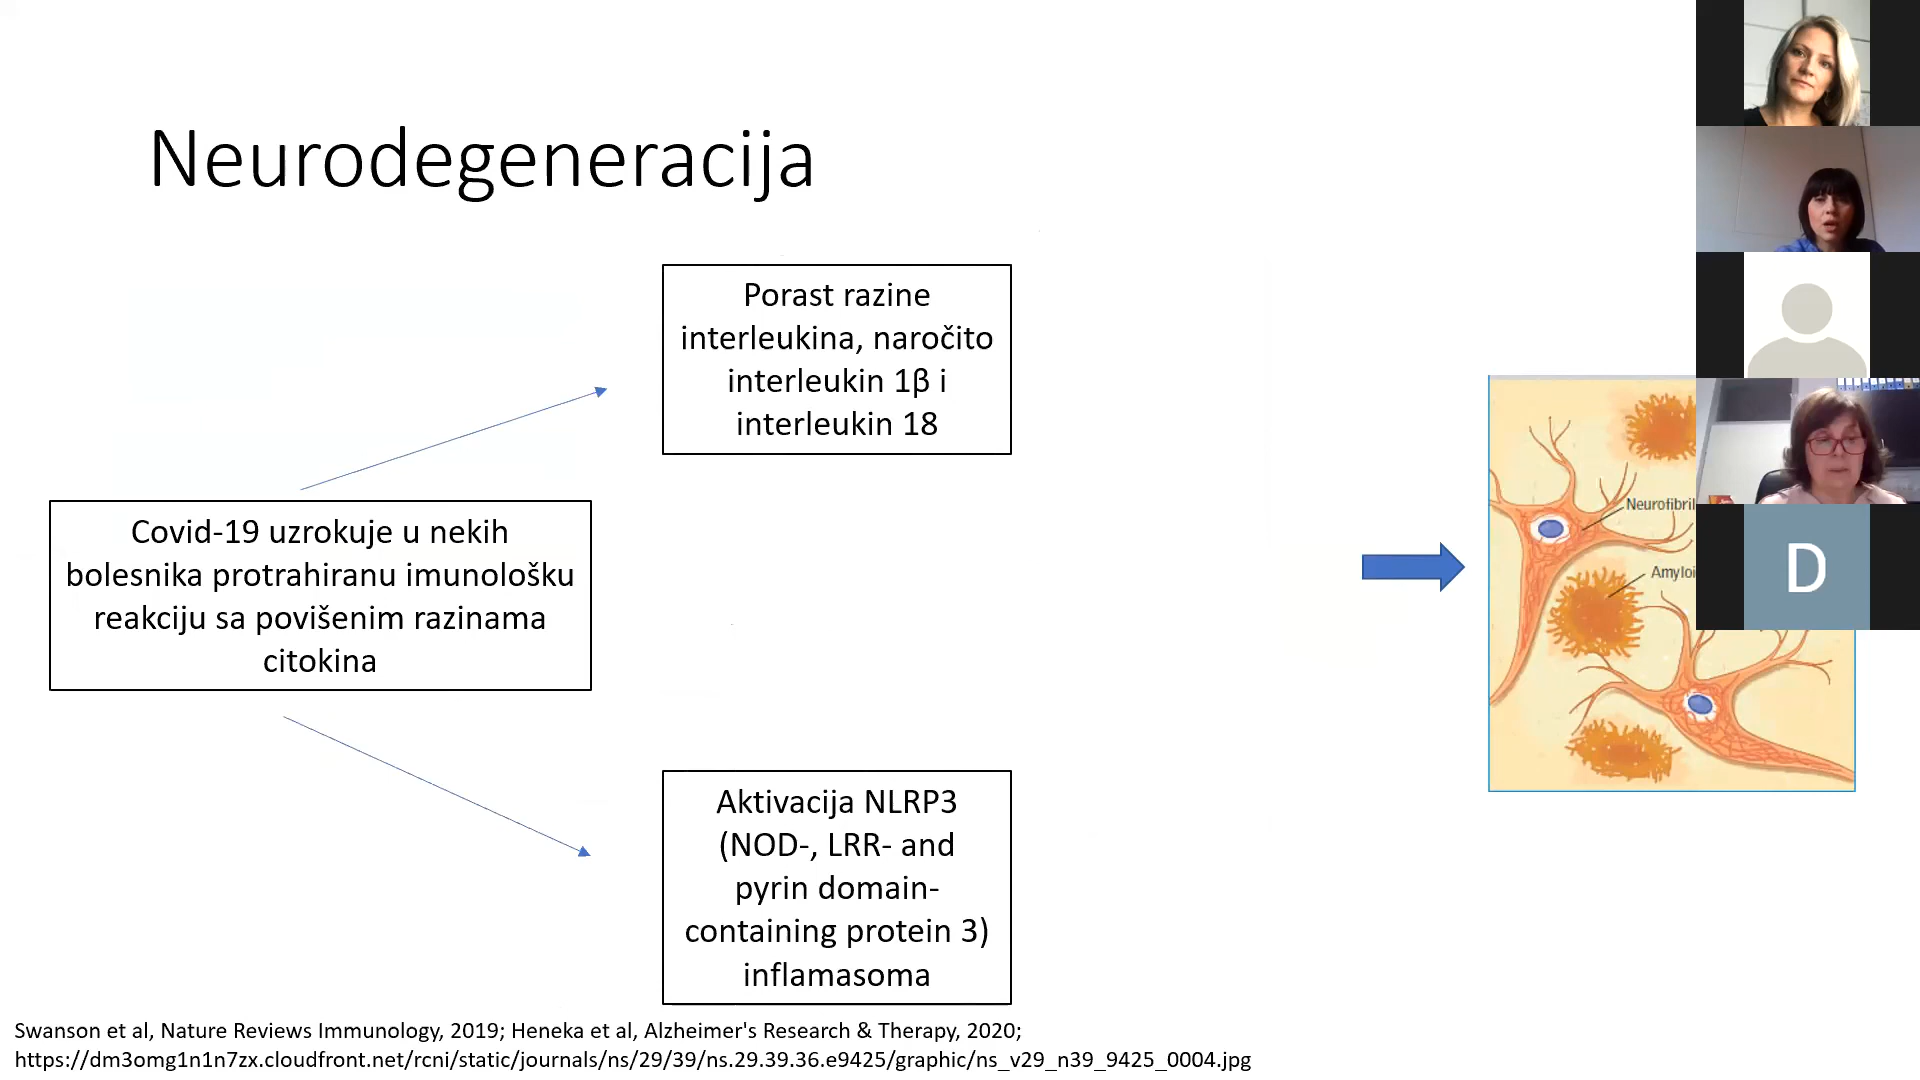 Neurodegeneracija
Porast razine
interleukina, naročito
interleukin 1β i
interleukin 18
Covid-19 uzrokuje u nekih
bolesnika protrahiranu imunološku
reakciju sa povišenim razinama
citokina
Aktivacija NLRP3
(NOD-, LRR- and
pyrin domain-
containing protein 3)
inflamasoma
Neurofibril
Amyloi
D
Swanson et al, Nature Reviews Immunology, 2019; Heneka et al, Alzheimer's Research & Therapy, 2020;
https://dm3omg1n1n7zx.cloudfront.net/rcni/static/journals/ns/29/39/ns.29.39.36.e9425/graphic/ns_v29_n39_9425_0004.jpg